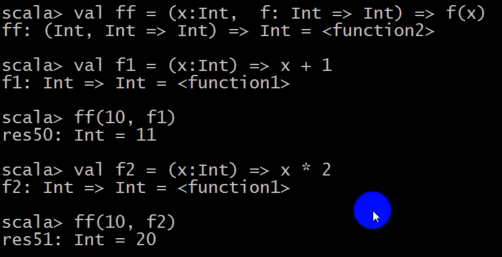 scala> val ff = (x:Int,  f: Int => Int) => f(x)
ff: (Int, Int => Int) => Int = <function2>
scala> val f1 = (x:Int) => x + 1
f1: Int => Int = <function1>
scala> ff(10, f1)
res50: Int = 11
scala> val f2 = (x:Int) => x * 2
f2: Int => Int = <function1>
scala> ff(10, f2)
res51: Int = 20